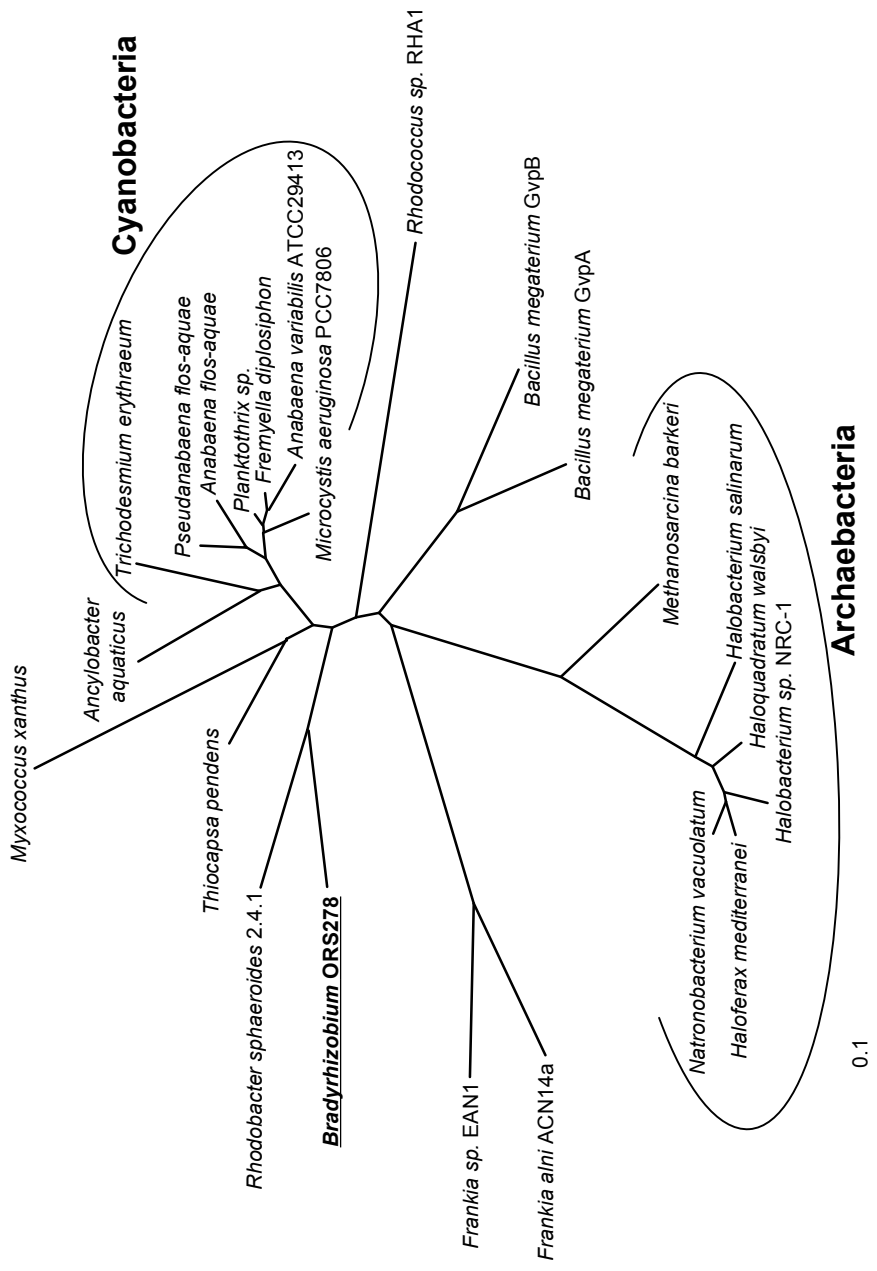 Myxococcus xanthus
Ancylobacter
aquaticus
Trichodesmium erythraeum
Cyanobacteria
Pseudanabaena flos-aquae
Anabaena flos-aquae
Planktothrix sp.
Fremyella diplosiphon
Anabaena variabilis ATCC29413
Microcystis aeruginosa PCC7806
Thiocapsa pendens
Rhodobacter sphaeroides 2.4.1
Bradyrhizobium ORS278
Rhodococcus sp. RHA1
Bacillus megaterium GvpB
Bacillus megaterium GvpA
Frankia sp. EAN1
Frankia alni ACN14a
Methanosarcina barkeri
Halobacterium salinarum
Haloquadratum walsbyi
Halobacterium sp. NRC-1
Natronobacterium vacuolatum
Haloferax mediterranei
Archaebacteria
0.1